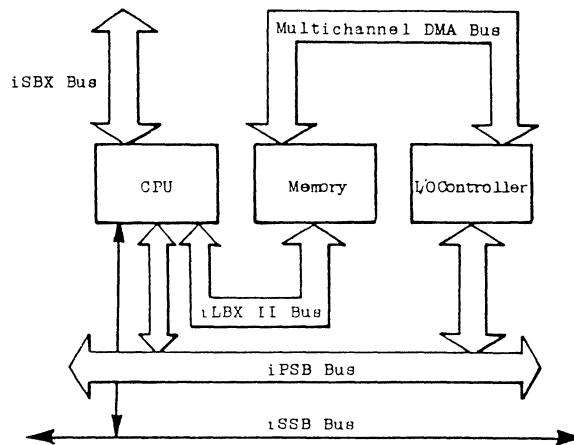 Multichannel DMA Bus
iSBX Bus
CPU
Memory
I/OController
iLBX II Bus
iPSB Bus
iSSB Bus